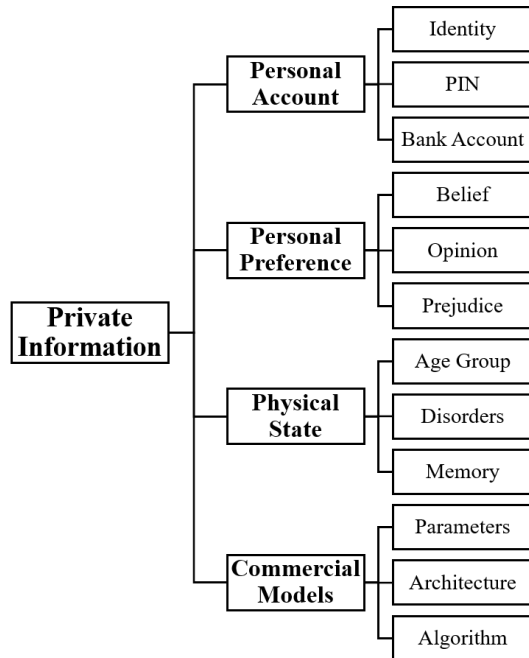 Private
Information
Personal
Account
Identity
PIN
Bank Account
Personal
Preference
Belief
Opinion
Prejudice
Physical
State
Age Group
Disorders
Memory
Commercial
Models
Parameters
Architecture
Algorithm